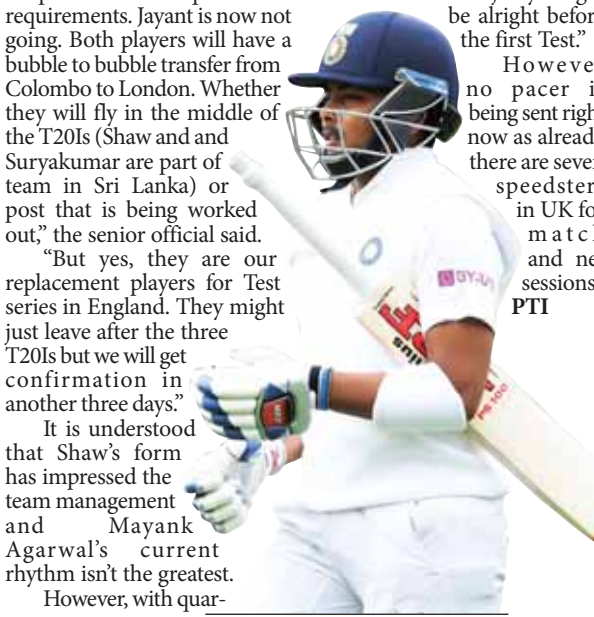 requirements. Jayant is now not
going. Both players will have a
bubble to bubble transfer from
Colombo to London. Whether
they will fly in the middle of
the T20Is (Shaw and and
Suryakumar are part of
team in Sri Lanka) or
post that is being worked
out,” the senior official said.
“But yes, they are our
replacement players for Test
series in England. They might
just leave after the three
T20Is but we will get
confirmation in
another three days.”
It is understood
that Shaw’s form
has impressed the
team management
and Mayank
Agarwal’s current
rhythm isn’t the greatest.
However, with quar-
be alright befor
the first Test.”
Howeve
no pacer i
being sent righ
now as alread
there are seve
speedster
in UK fo
matc
and ne
sessions
PTI
BYJU'S
PS 100